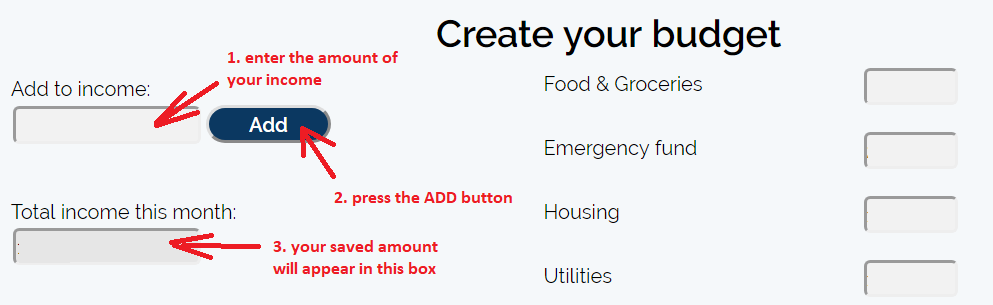 Create your budget
1. enter the amount of
your income
Add to income:
Add
2. press the ADD button
Total income this month:
3. your saved amount
will appear in this box
Food & Groceries
Emergency fund
Housing
Utilities